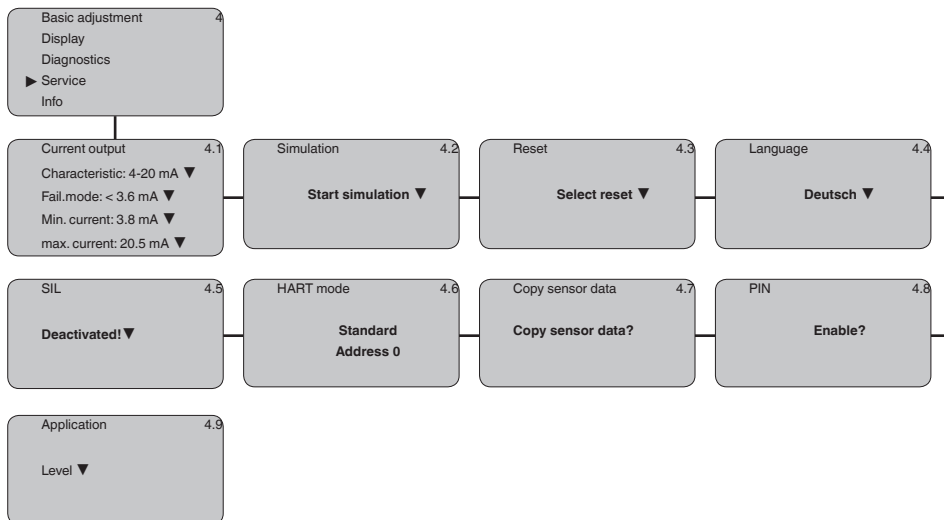 Basic adjustment 4
Display
Diagnostics
▶ Service
Info
Current output 4.1
Characteristic: 4-20 mA ▼
Fail.mode: < 3.6 mA ▼
Min. current: 3.8 mA ▼
max. current: 20.5 mA ▼
Simulation 4.2
Start simulation ▼
Reset 4.3
Select reset ▼
Language 4.4
Deutsch ▼
SIL 4.5
Deactivated! ▼
HART mode 4.6
Standard
Address 0
Copy sensor data 4.7
Copy sensor data?
PIN 4.8
Enable?
Application 4.9
Level ▼